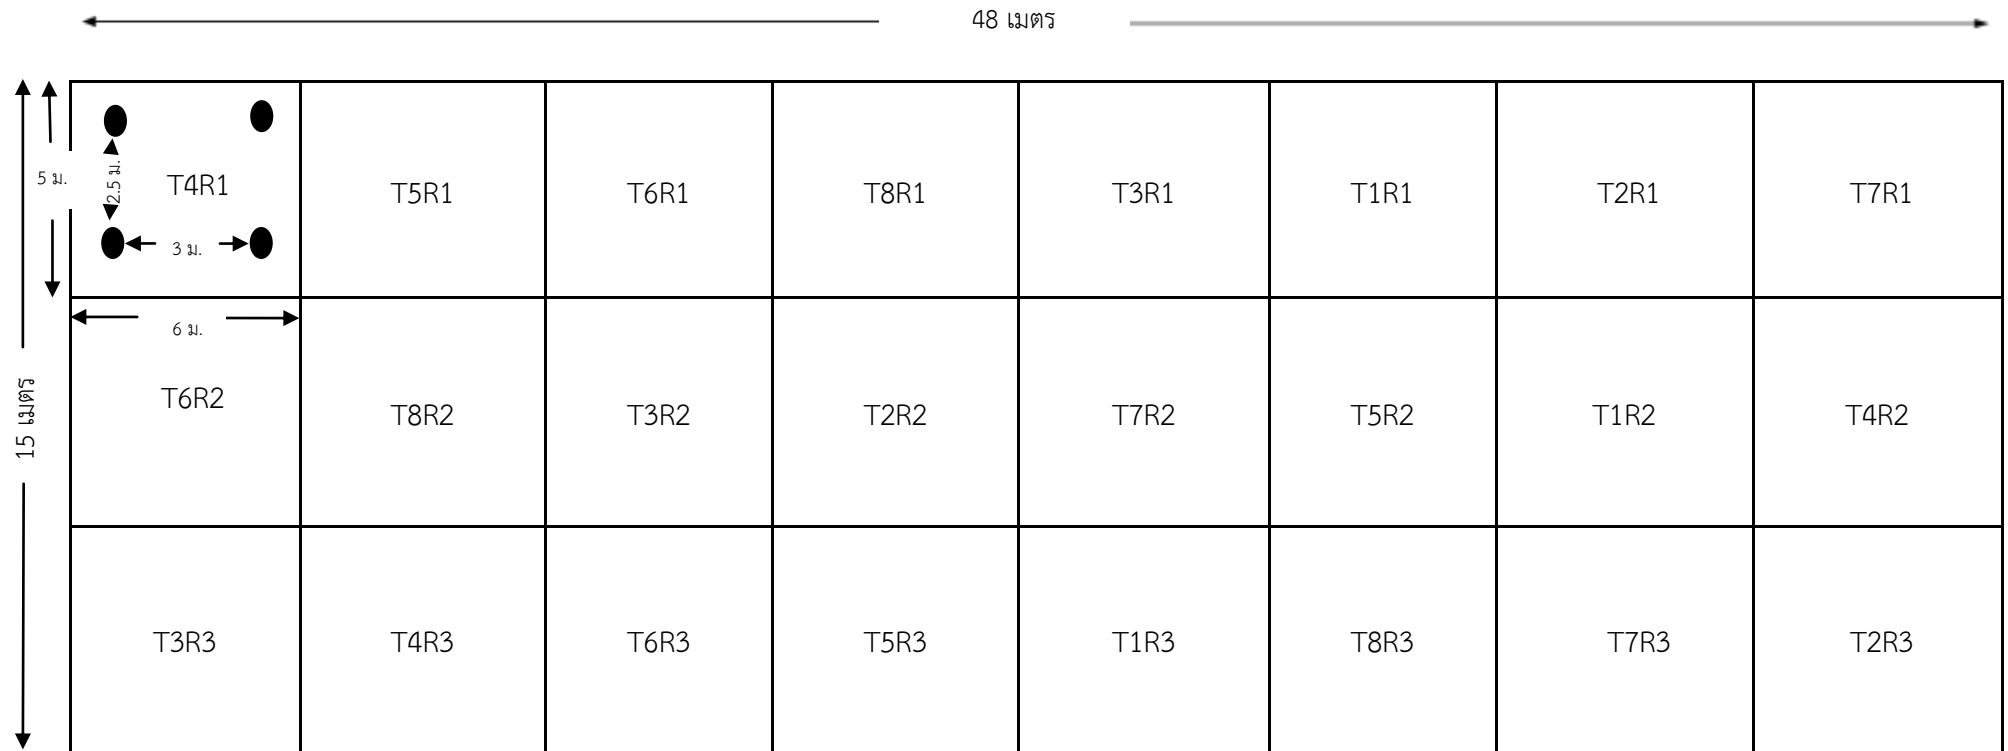 48 เมตร
5 ม.
2.5 ม.
T4R1
T5R1
T6R1
T8R1
T3R1
T1R1
T2R1
T7R1
3 ม.
6 ม.
15 เมตร
T6R2
T8R2
T3R2
T2R2
T7R2
T5R2
T1R2
T4R2
T3R3
T4R3
T6R3
T5R3
T1R3
T8R3
T7R3
T2R3